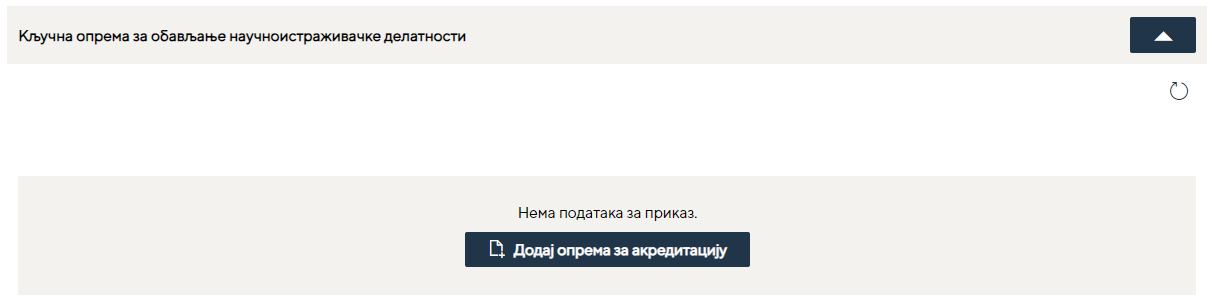 Кључна опрема за обављање научноистраживачке делатности
Нема података за приказ.
Додај опрема за акредитацију